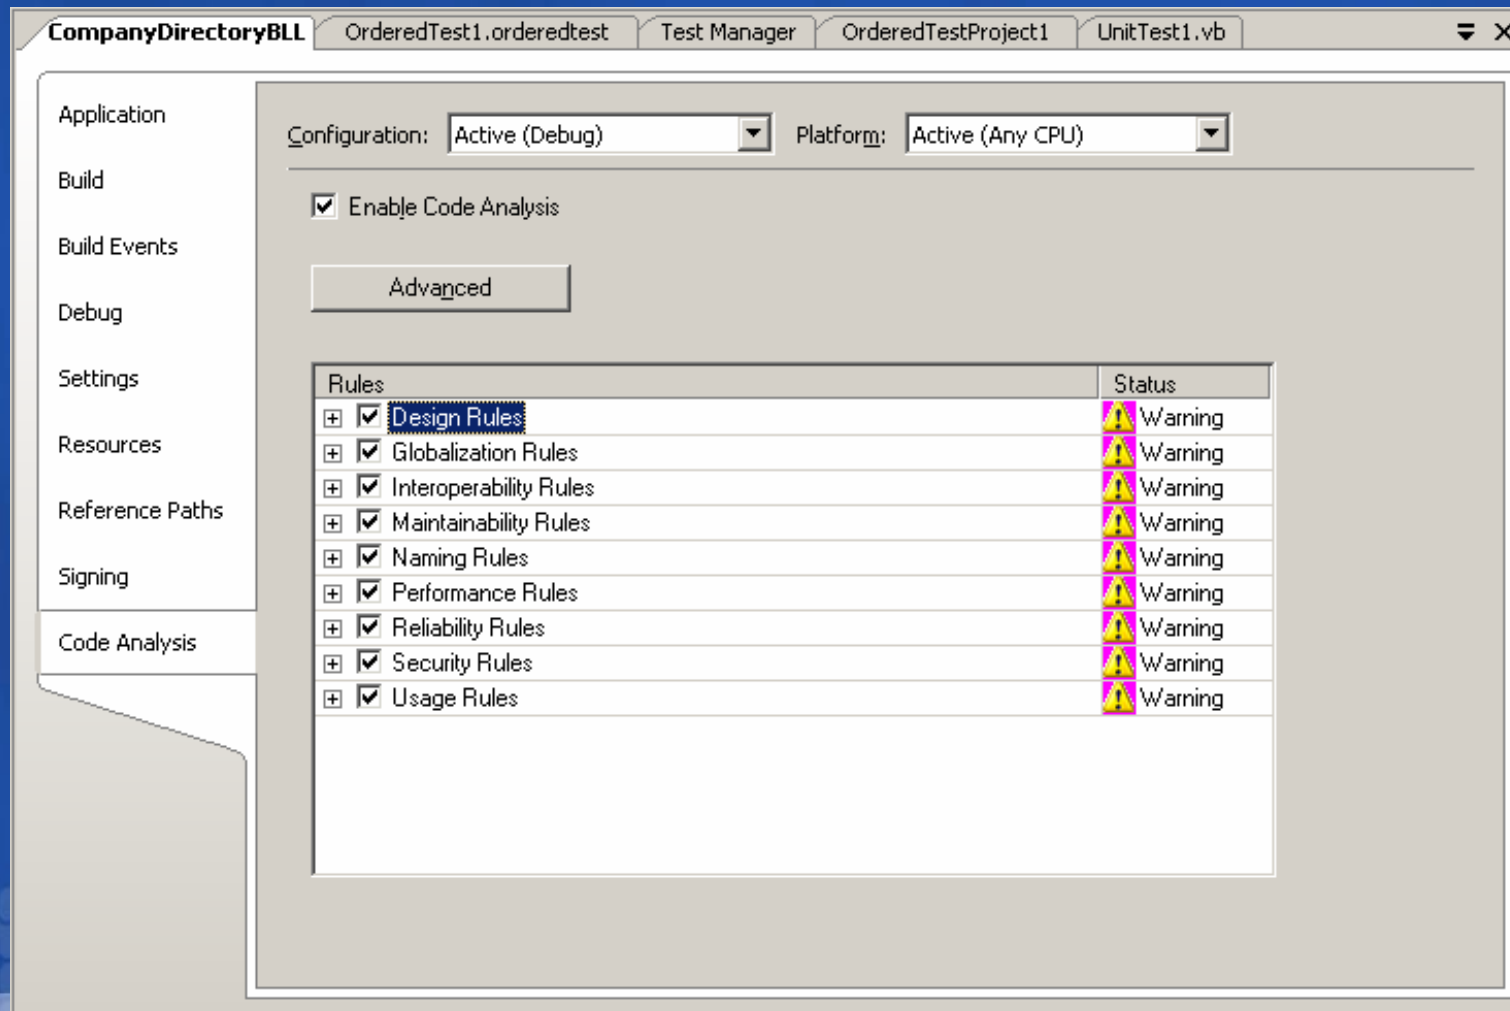 CompanyDirectoryBLL OrderedTest1.orderedtest Test Manager OrderedTestProject1 UnitTest1.vb
Application
Configuration: Active (Debug) Platform: Active (Any CPU)
Build
Enable Code Analysis
Build Events
Advanced
Debug
Settings
Rules Status
Design Rules Warning
Resources
Globalization Rules Warning
Interoperability Rules Warning
Reference Paths
Maintainability Rules Warning
Naming Rules Warning
Signing
Performance Rules Warning
Reliability Rules Warning
Code Analysis
Security Rules Warning
Usage Rules Warning